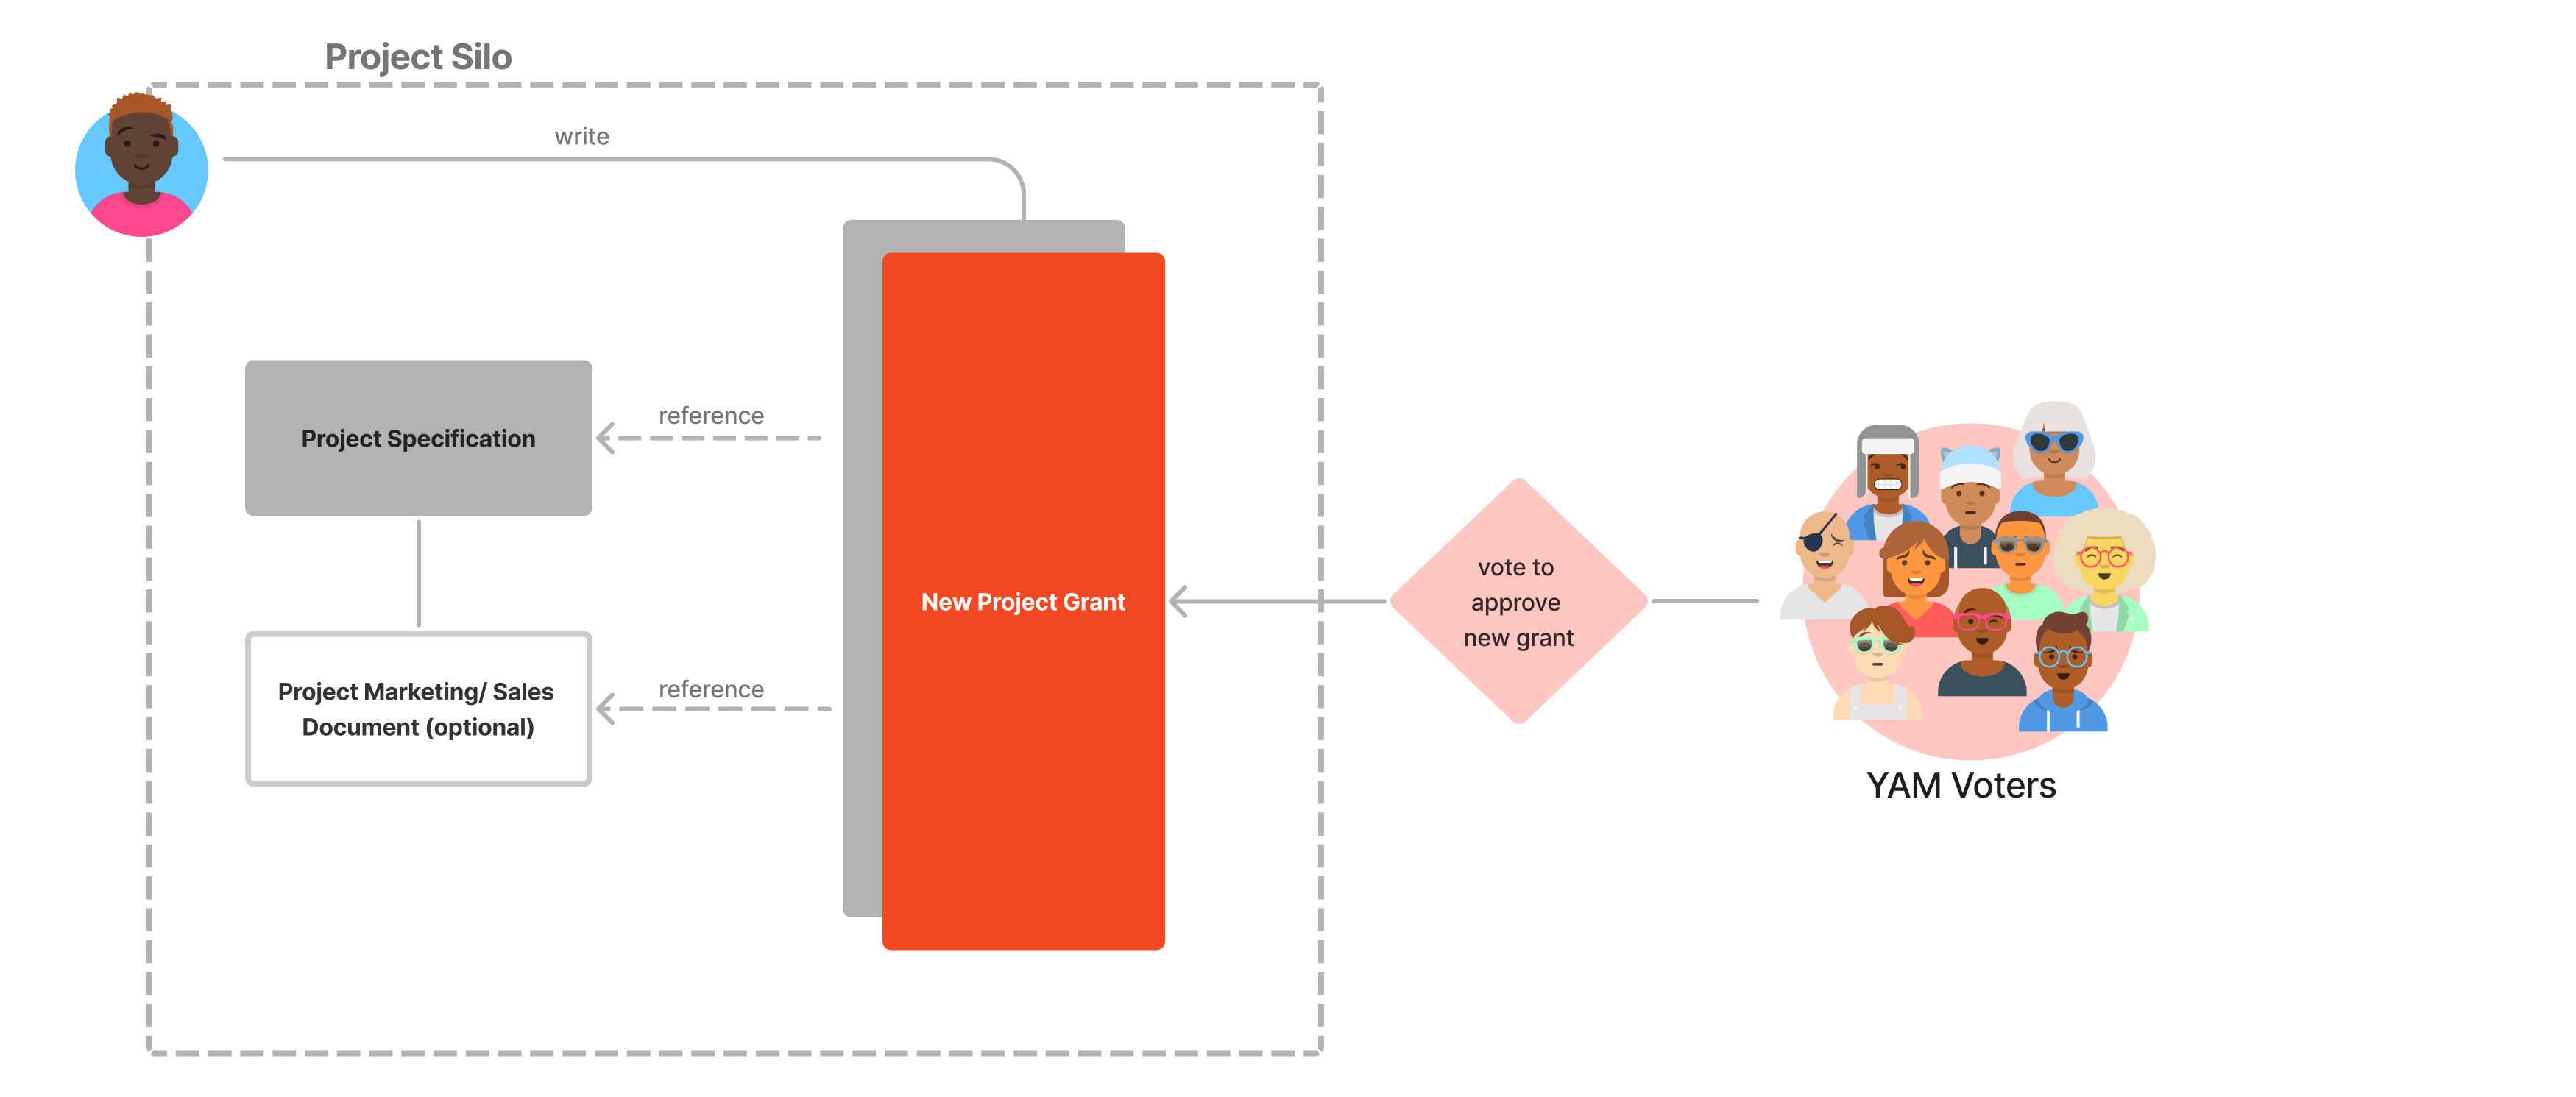 Project Silo
write
Project Specification
reference
Project Marketing/ Sales
Document (optional)
reference
New Project Grant
vote to
approve
new grant
YAM Voters